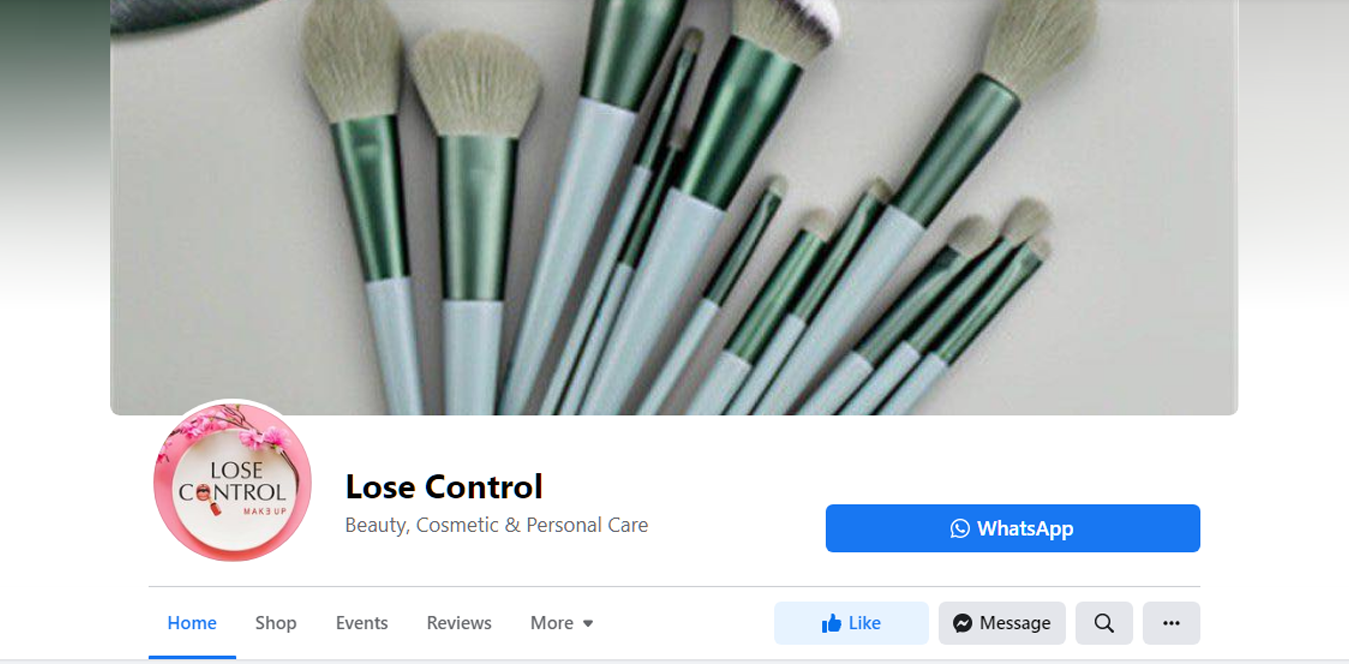 LOSE
CONTROL
MAKE UP
Lose Control
Beauty, Cosmetic & Personal Care
WhatsApp
Home Shop Events Reviews More Like Message